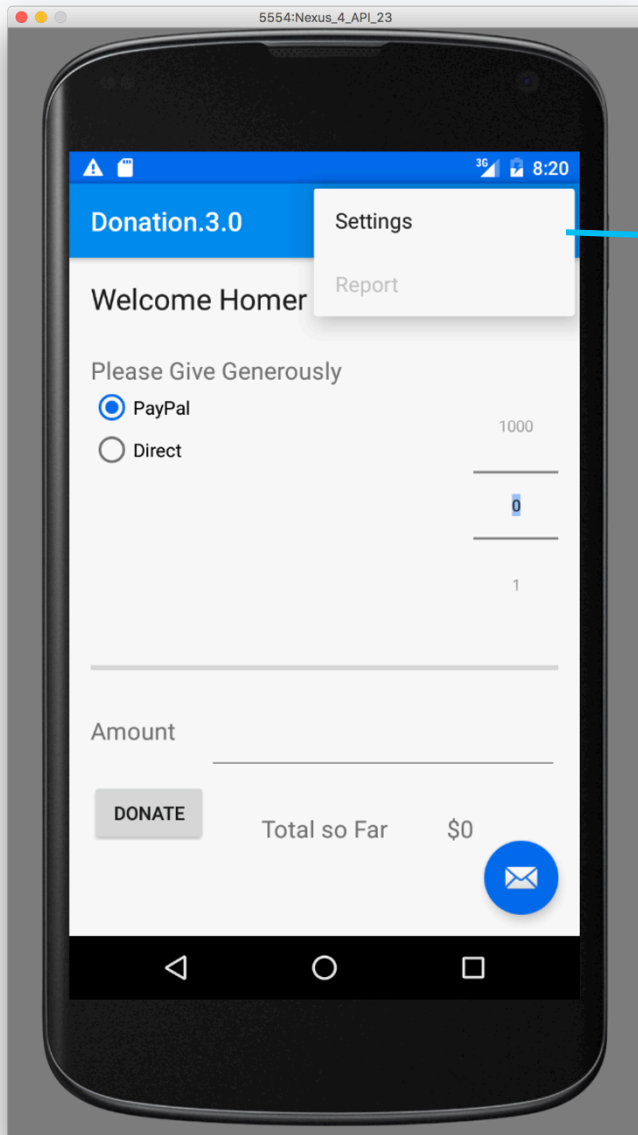 5554:Nexus_4_API_23
3G 8:20
Donation.3.0
Settings
Report
Welcome Homer
Please Give Generously
PayPal
Direct
1000
0
1
Amount
DONATE
Total so Far $0